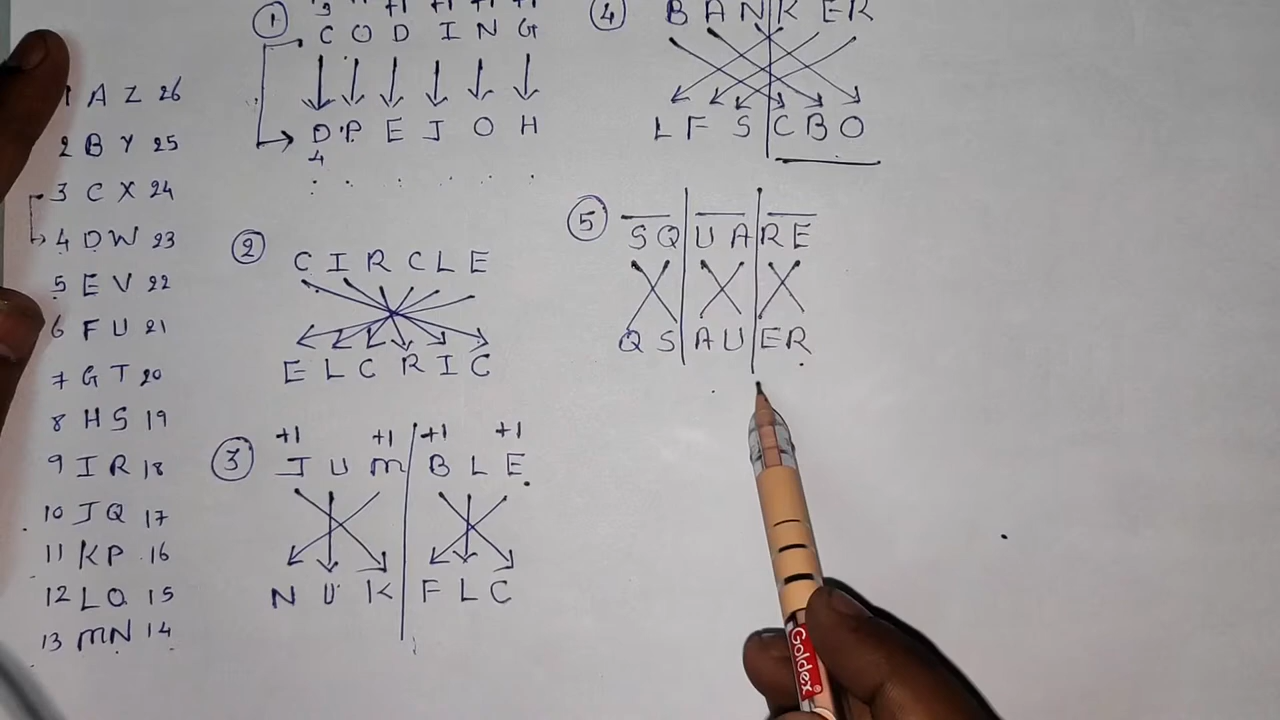 1 A Z 26
2 B Y 25
3 C X 24
4 D W 23
5 E V 22
6 F U 21
7 G T 20
8 H S 19
9 I R 18
10 J Q 17
11 K P 16
12 L O 15
13 M N 14
① C O D I N G
D P E J O H
4
② C I R C L E
E L C R I C
③ +1 +1 +1 +1
J U M B L E
N U K F L C
④ B A N K E R
L F S C B O
⑤ S Q U A R E
Q S A U E R
Goldex